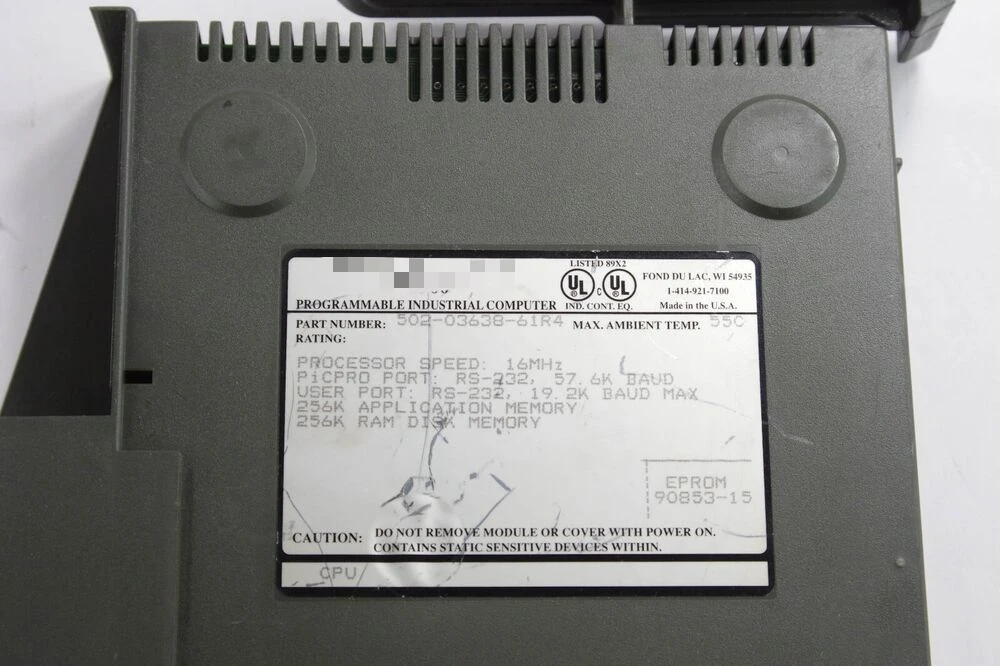 LISTED 89X2
UL c UL
IND. CONT. EQ.
FOND DU LAC, WI 54935
1-414-921-7100
Made in the U.S.A.
PROGRAMMABLE INDUSTRIAL COMPUTER
PART NUMBER: 502-03638-61R4 MAX. AMBIENT TEMP. 55C
RATING:
PROCESSOR SPEED: 16MHz
PiCPRO PORT: RS-232, 57.6K BAUD
USER PORT: RS-232, 19.2K BAUD MAX
256K APPLICATION MEMORY
256K RAM DISK MEMORY
EPROM
90853-15
CAUTION: DO NOT REMOVE MODULE OR COVER WITH POWER ON.
CONTAINS STATIC SENSITIVE DEVICES WITHIN.
CPU